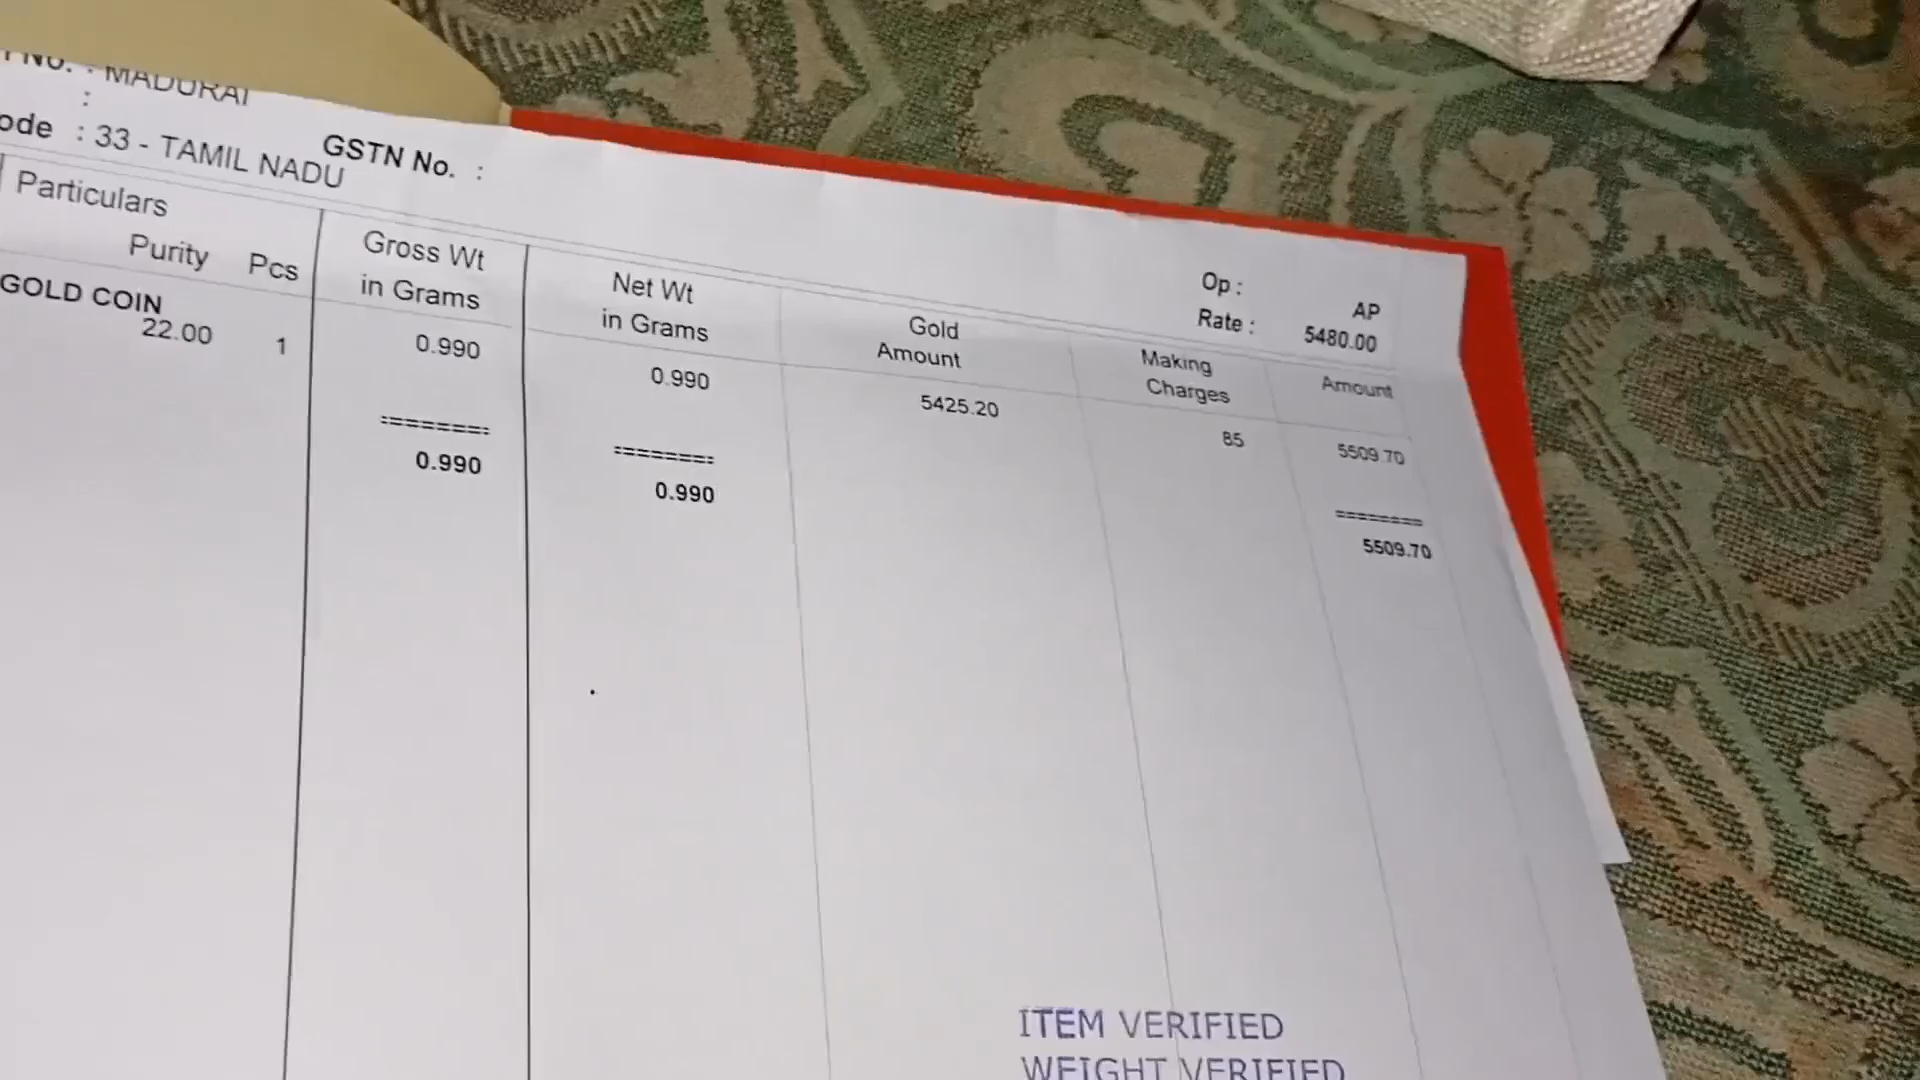 No. : MADURAI
:
ode : 33 - TAMIL NADU GSTN No. :
Op : AP
Rate : 5480.00
Particulars
Purity Pcs
Gross Wt
in Grams
Net Wt
in Grams
Gold
Amount
Making
Charges
Amount
GOLD COIN
22.00 1 0.990 0.990 5425.20 85 5509.70
======== ======== ========
0.990 0.990 5509.70
ITEM VERIFIED
WEIGHT VERIFIED